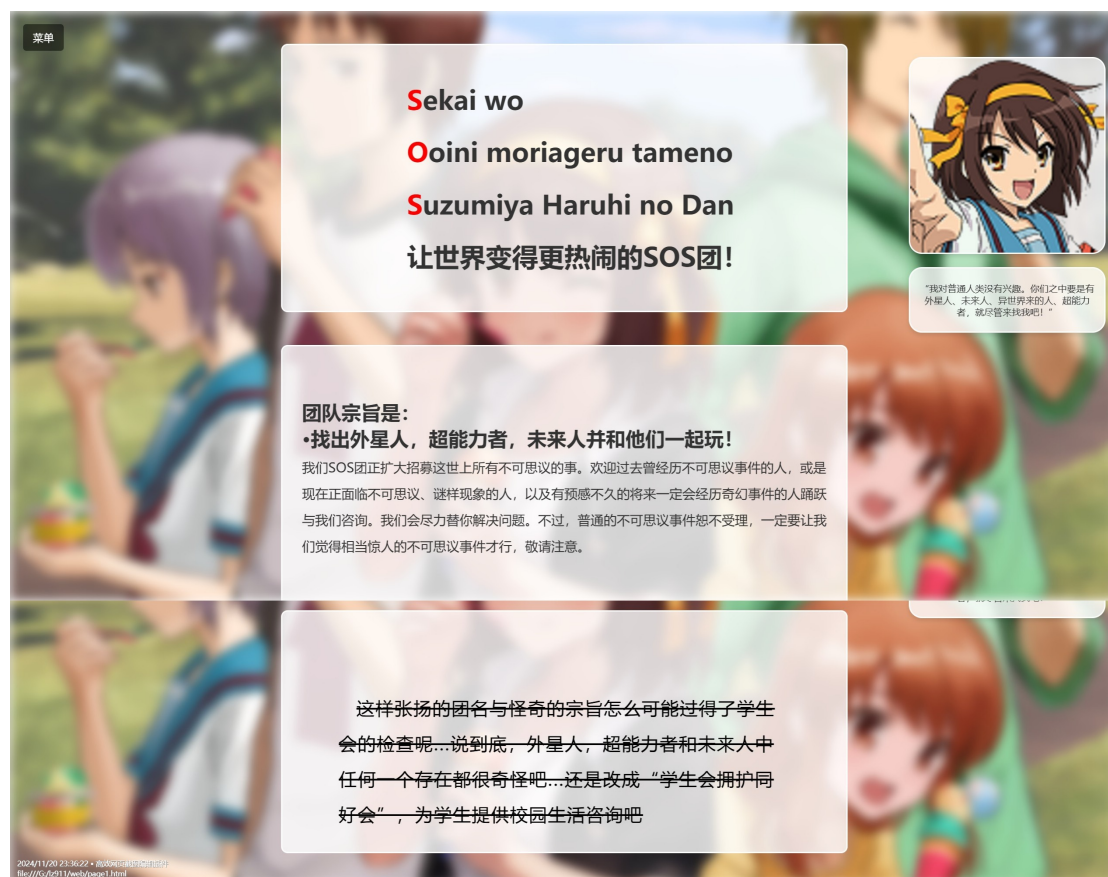 菜单
Sekai wo
Ooini moriageru tameno
Suzumiya Haruhi no Dan
让世界变得更热闹的SOS团！
“我对普通人类没有兴趣。你们之中要是有
外星人、未来人、异世界来的人、超能力
者，就尽管来找我吧！”
团队宗旨是：
•找出外星人，超能力者，未来人并和他们一起玩！
我们SOS团正扩大招募这世上所有不可思议的事。欢迎过去曾经历不可思议事件的人，或是
现在正面临不可思议、谜样现象的人，以及有预感不久的将来一定会经历奇幻事件的人踊跃
与我们咨询。我们会尽力替你解决问题。不过，普通的不可思议事件恕不受理，一定要让我
们觉得相当惊人的不可思议事件才行，敬请注意。
这样张扬的团名与怪奇的宗旨怎么可能过得了学生
会的检查呢...说到底，外星人，超能力者和未来人中
任何一个存在都很奇怪吧...还是改成“学生会拥护同
好会”，为学生提供校园生活咨询吧
2024/11/20 23:36:22 •
file:///G:/lz911/web/page1.html